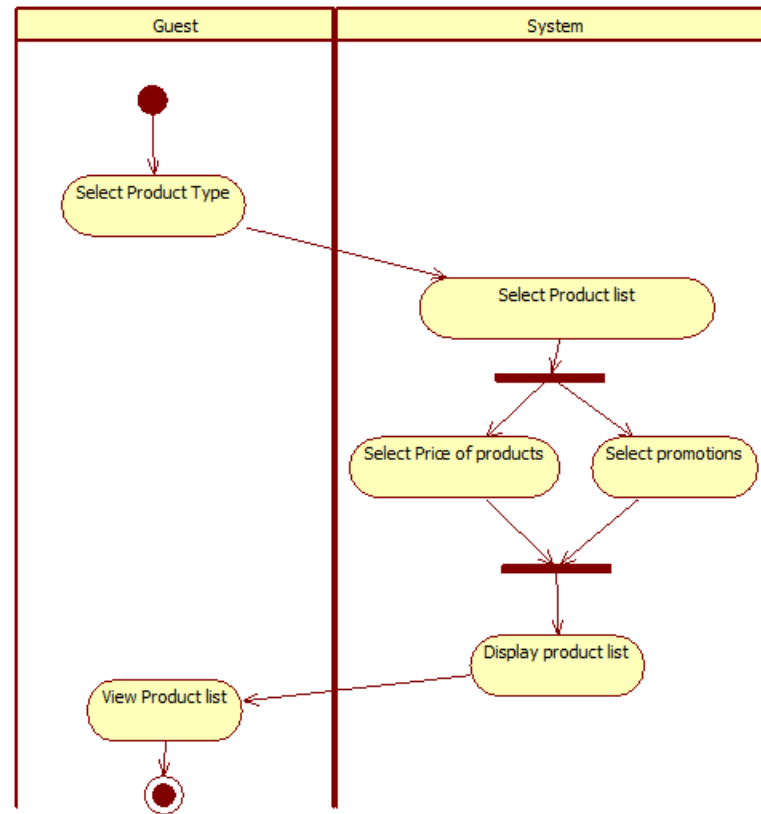 Guest
System
Select Product Type
Select Product list
Select Price of products
Select promotions
Display product list
View Product list